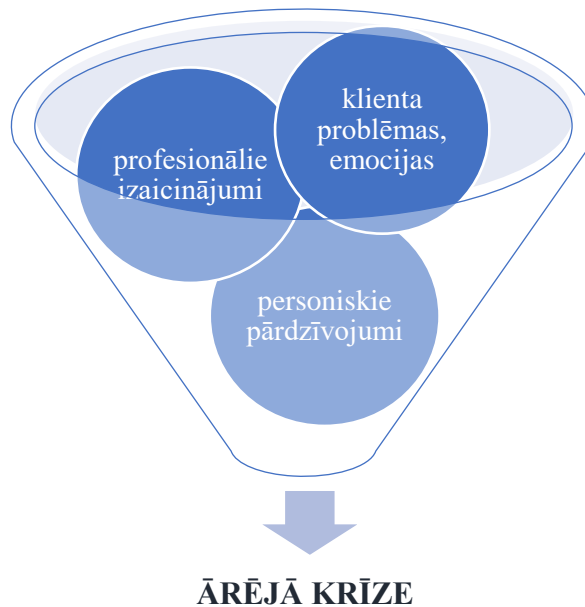 klienta
problēmas,
emocijas
profesionālie
izaicinājumi
personiskie
pārdzīvojumi
ĀRĒJĀ KRĪZE